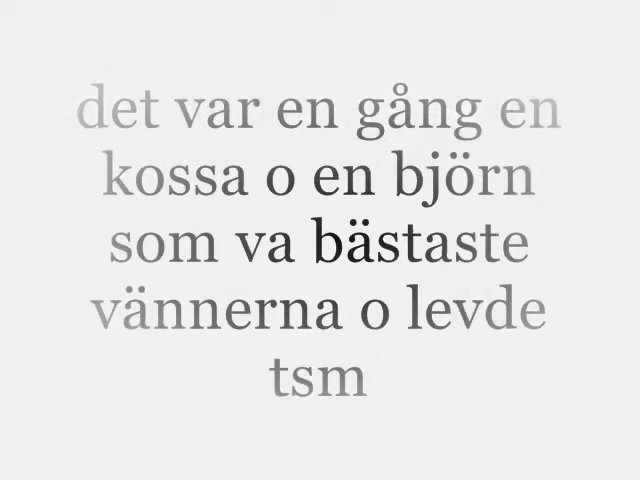 det var en gång en
kossa o en björn
som va bästaste
vännerna o levde
tsm